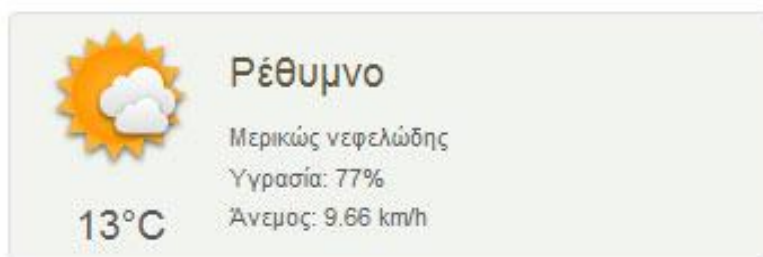 Ρέθυμνο
Μερικώς νεφελώδης
Υγρασία: 77%
Άνεμος: 9.66 km/h
13°C